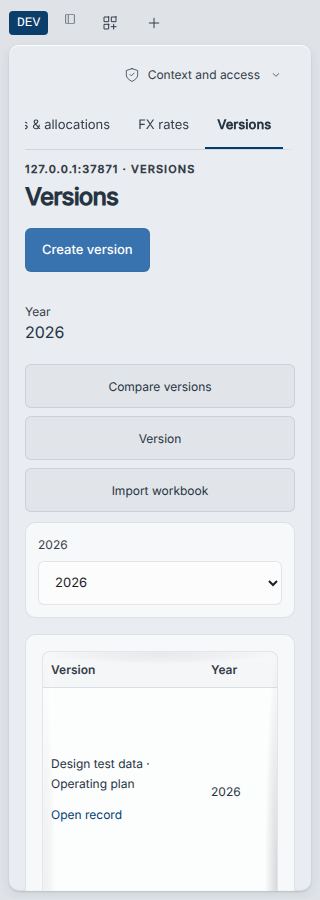 DEV
Context and access
s & allocations FX rates Versions
127.0.0.1:37871 · VERSIONS
Versions
Create version
Year
2026
Compare versions
Version
Import workbook
2026
2026
Version Year
Design test data ·
Operating plan
2026
Open record